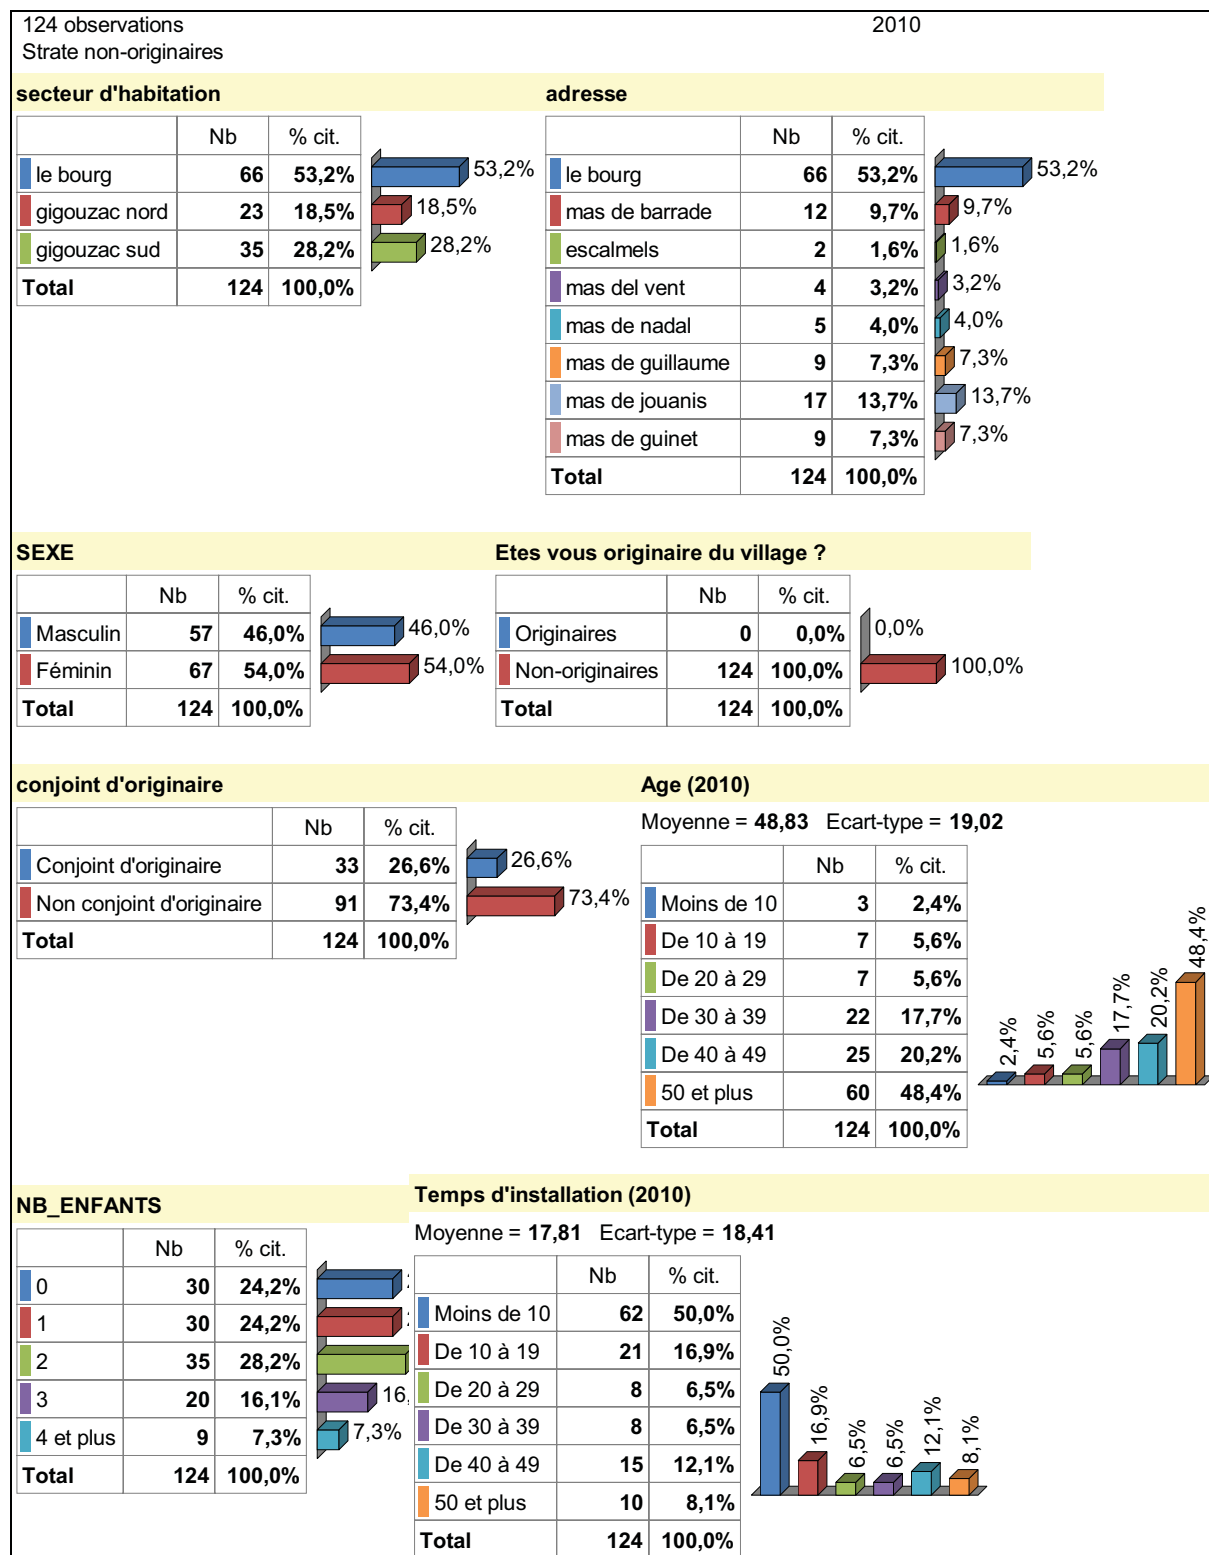 124 observations 2010
Strate non-originaires
secteur d'habitation
Nb % cit.
le bourg 66 53,2% 53,2%
gigouzac nord 23 18,5% 18,5%
gigouzac sud 35 28,2% 28,2%
Total 124 100,0%
adresse
Nb % cit.
le bourg 66 53,2% 53,2%
mas de barrade 12 9,7% 9,7%
escalmels 2 1,6% 1,6%
mas del vent 4 3,2% 3,2%
mas de nadal 5 4,0% 4,0%
mas de guillaume 9 7,3% 7,3%
mas de jouanis 17 13,7% 13,7%
mas de guinet 9 7,3% 7,3%
Total 124 100,0%
SEXE
Nb % cit.
Masculin 57 46,0% 46,0%
Féminin 67 54,0% 54,0%
Total 124 100,0%
Etes vous originaire du village ?
Nb % cit.
Originaires 0 0,0% 0,0%
Non-originaires 124 100,0% 100,0%
Total 124 100,0%
conjoint d'originaire
Nb % cit.
Conjoint d'originaire 33 26,6% 26,6%
Non conjoint d'originaire 91 73,4% 73,4%
Total 124 100,0%
Age (2010)
Moyenne = 48,83 Ecart-type = 19,02
Nb % cit.
Moins de 10 3 2,4%
De 10 à 19 7 5,6%
De 20 à 29 7 5,6%
De 30 à 39 22 17,7%
De 40 à 49 25 20,2%
50 et plus 60 48,4%
Total 124 100,0%
2,4% 5,6% 5,6% 17,7% 20,2% 48,4%
NB_ENFANTS
Nb % cit.
0 30 24,2%
1 30 24,2%
2 35 28,2%
3 20 16,1% 16,
4 et plus 9 7,3% 7,3%
Total 124 100,0%
Temps d'installation (2010)
Moyenne = 17,81 Ecart-type = 18,41
Nb % cit.
Moins de 10 62 50,0%
De 10 à 19 21 16,9%
De 20 à 29 8 6,5%
De 30 à 39 8 6,5%
De 40 à 49 15 12,1%
50 et plus 10 8,1%
Total 124 100,0%
50,0% 16,9% 6,5% 6,5% 12,1% 8,1%